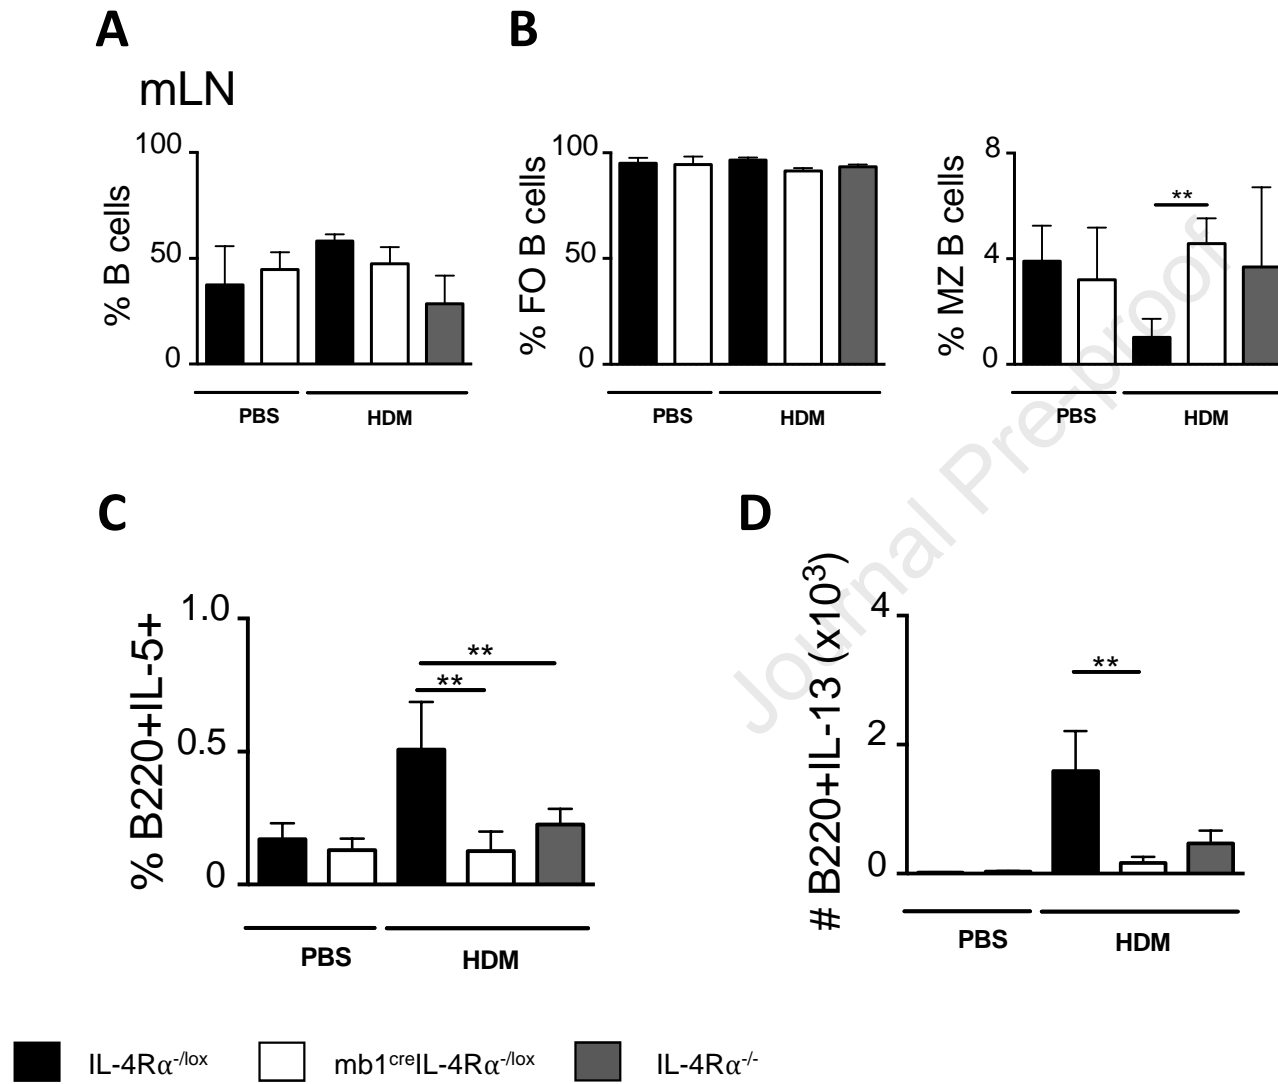 A
B
mLN
% B cells
100
50
0
PBS
HDM
% FO B cells
100
50
0
PBS
HDM
% MZ B cells
8
4
0
**
PBS
HDM
C
D
% B220+IL-5+
1.0
0.5
0
**
**
PBS
HDM
# B220+IL-13 (x10³)
4
2
0
**
PBS
HDM
Journal Pre-proof
IL-4Rα-/lox
mb1creIL-4Rα-/lox
IL-4Rα-/-